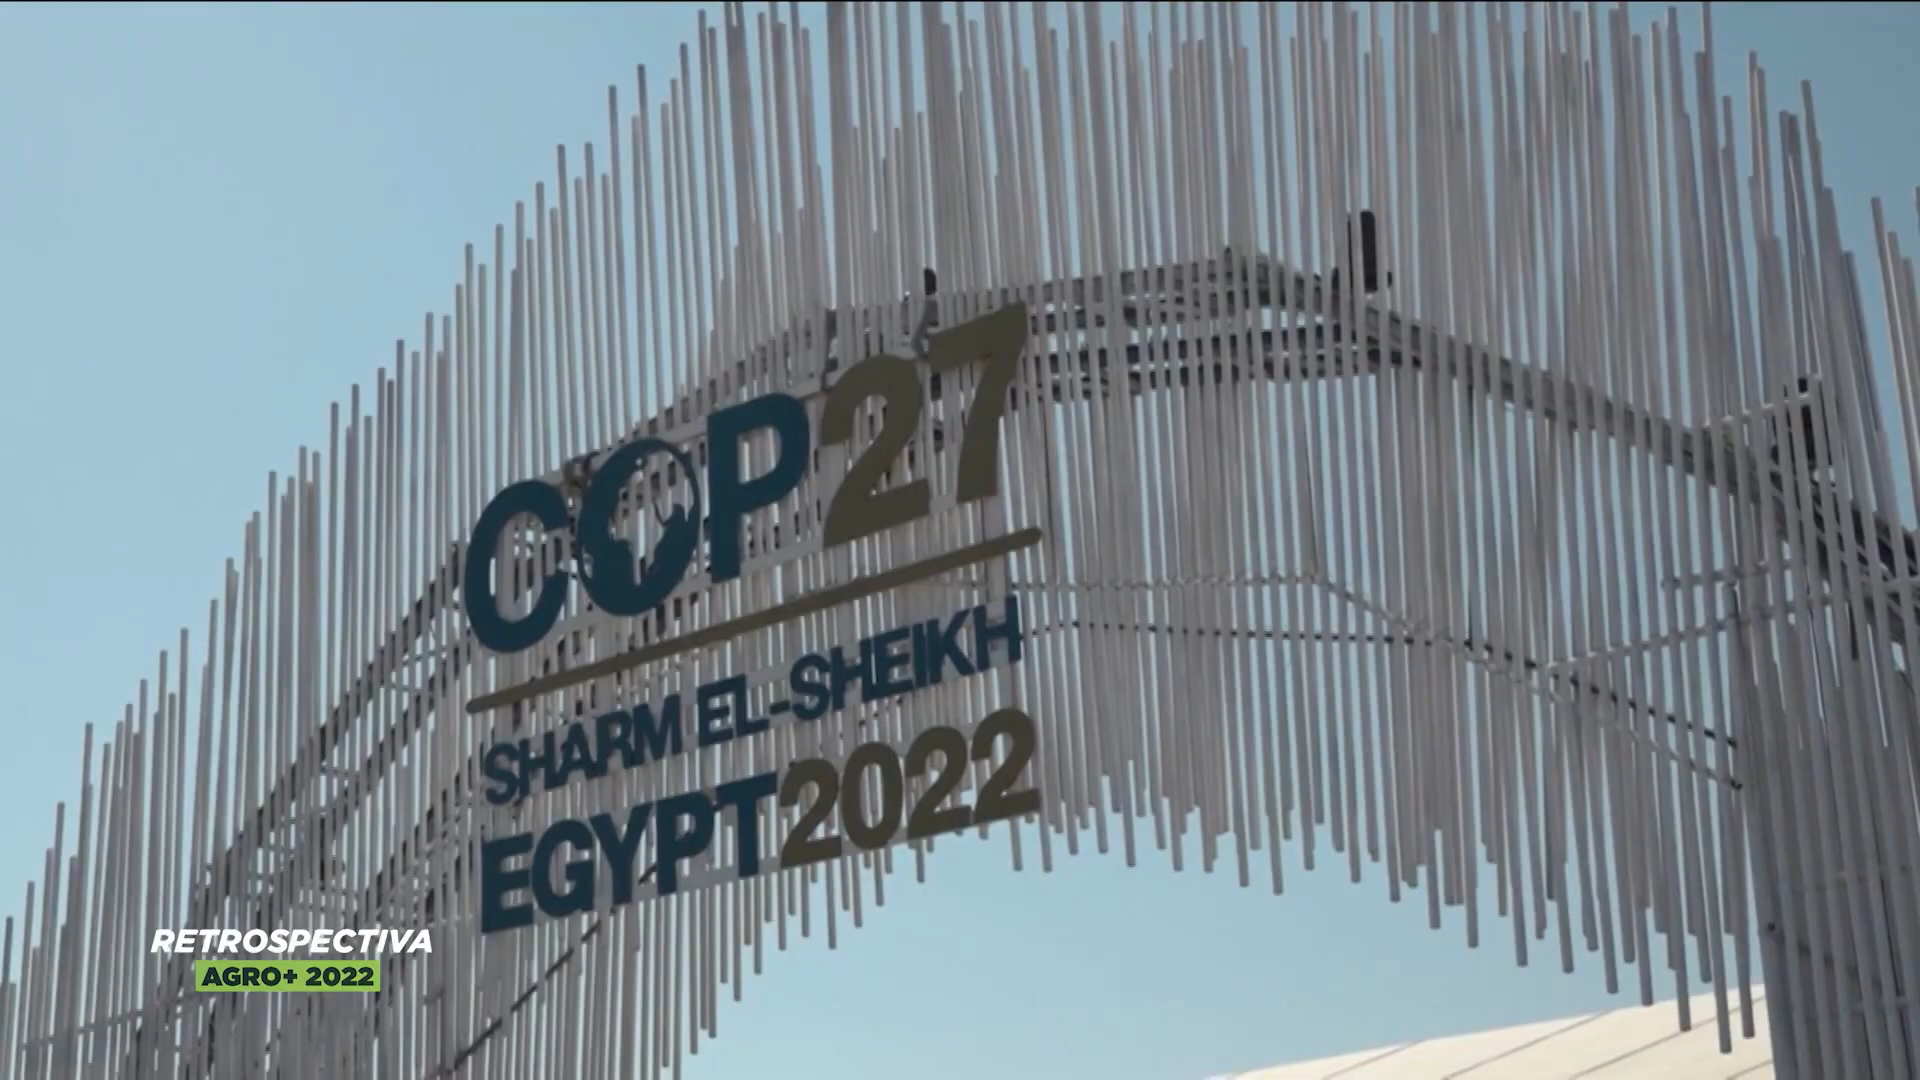 COP27
SHARM EL-SHEIKH
EGYPT2022
RETROSPECTIVA
AGRO+ 2022